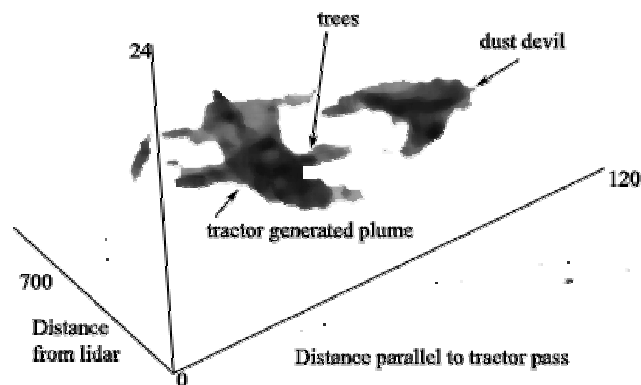 trees
24
dust devil
120
tractor generated plume
700
Distance
from lidar
Distance parallel to tractor pass
0